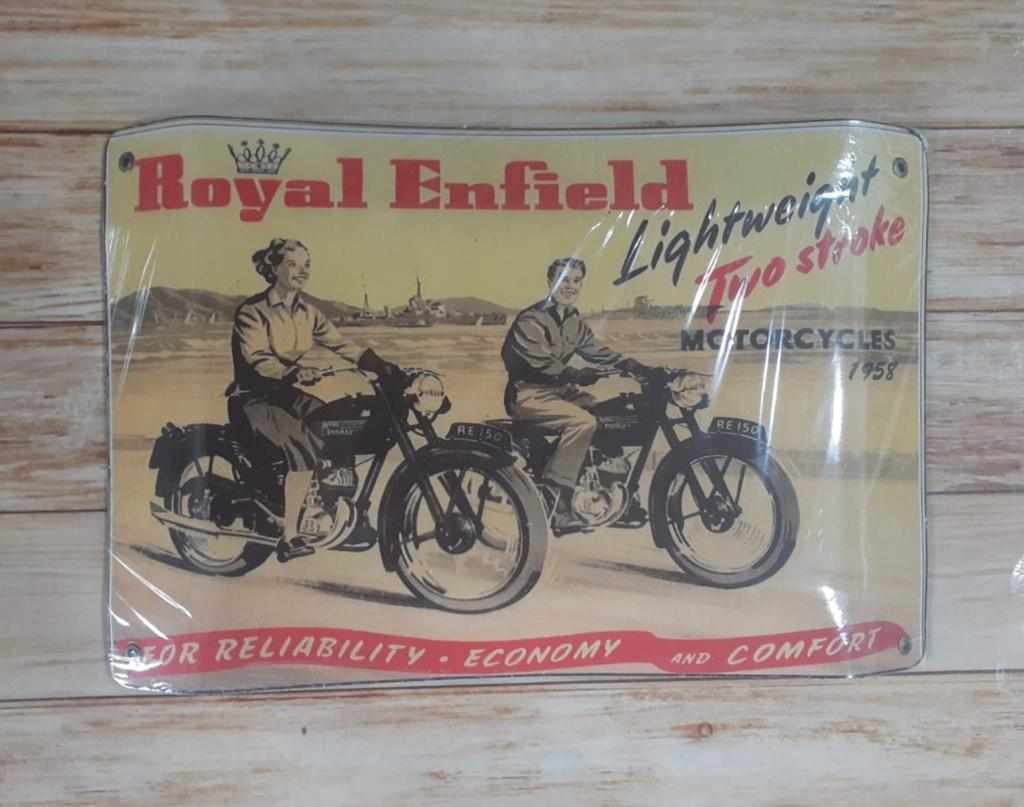 Royal Enfield
Lightweight
Two stroke
MOTORCYCLES
1958
RE 150
RE 150
FOR RELIABILITY · ECONOMY AND COMFORT